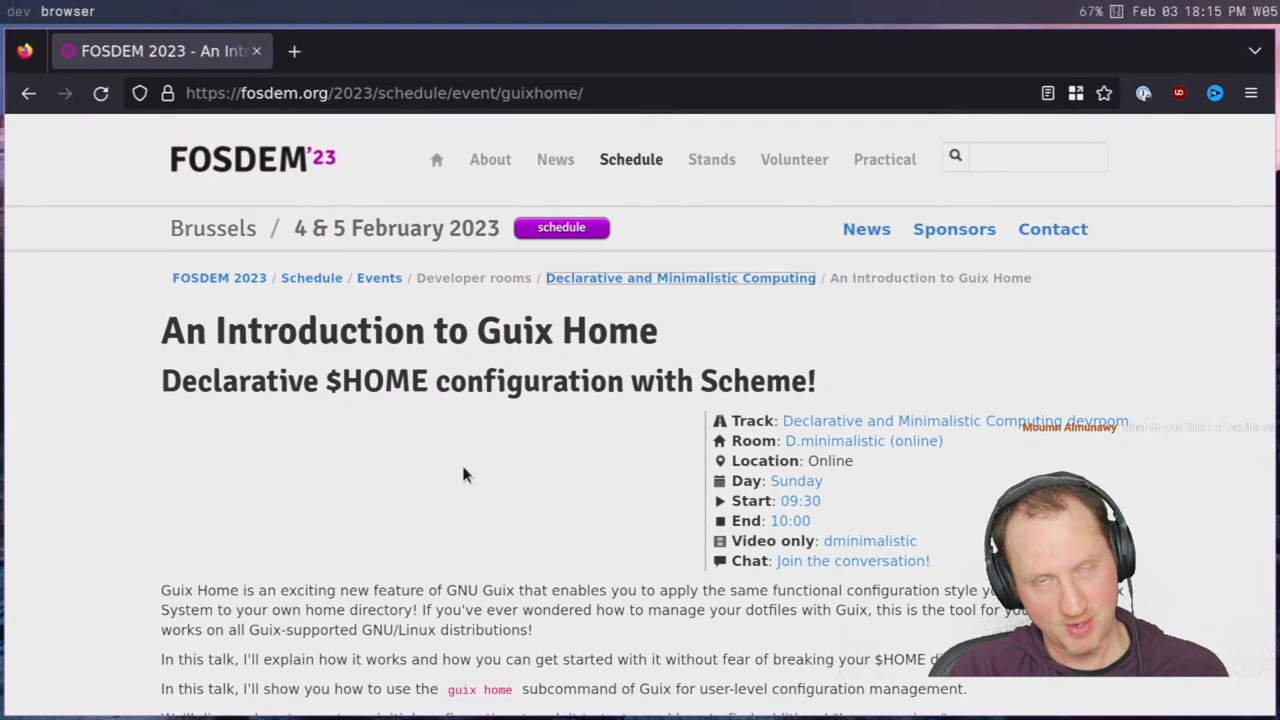 dev browser 67% Feb 03 18:15 PM W05
FOSDEM 2023 - An Int
https://fosdem.org/2023/schedule/event/guixhome/
FOSDEM'23 About News Schedule Stands Volunteer Practical
Brussels / 4 & 5 February 2023 schedule News Sponsors Contact
FOSDEM 2023 / Schedule / Events / Developer rooms / Declarative and Minimalistic Computing / An Introduction to Guix Home
An Introduction to Guix Home
Declarative $HOME configuration with Scheme!
Track: Declarative and Minimalistic Computing devroom
Moumn Almunawy what do you think of vanilla
Room: D.minimalistic (online)
Location: Online
Day: Sunday
Start: 09:30
End: 10:00
Video only: dminimalistic
Chat: Join the conversation!
Guix Home is an exciting new feature of GNU Guix that enables you to apply the same functional configuration style
System to your own home directory! If you've ever wondered how to manage your dotfiles with Guix, this is the tool for
works on all Guix-supported GNU/Linux distributions!
In this talk, I'll explain how it works and how you can get started with it without fear of breaking your $HOME
In this talk, I'll show you how to use the guix home subcommand of Guix for user-level configuration management.